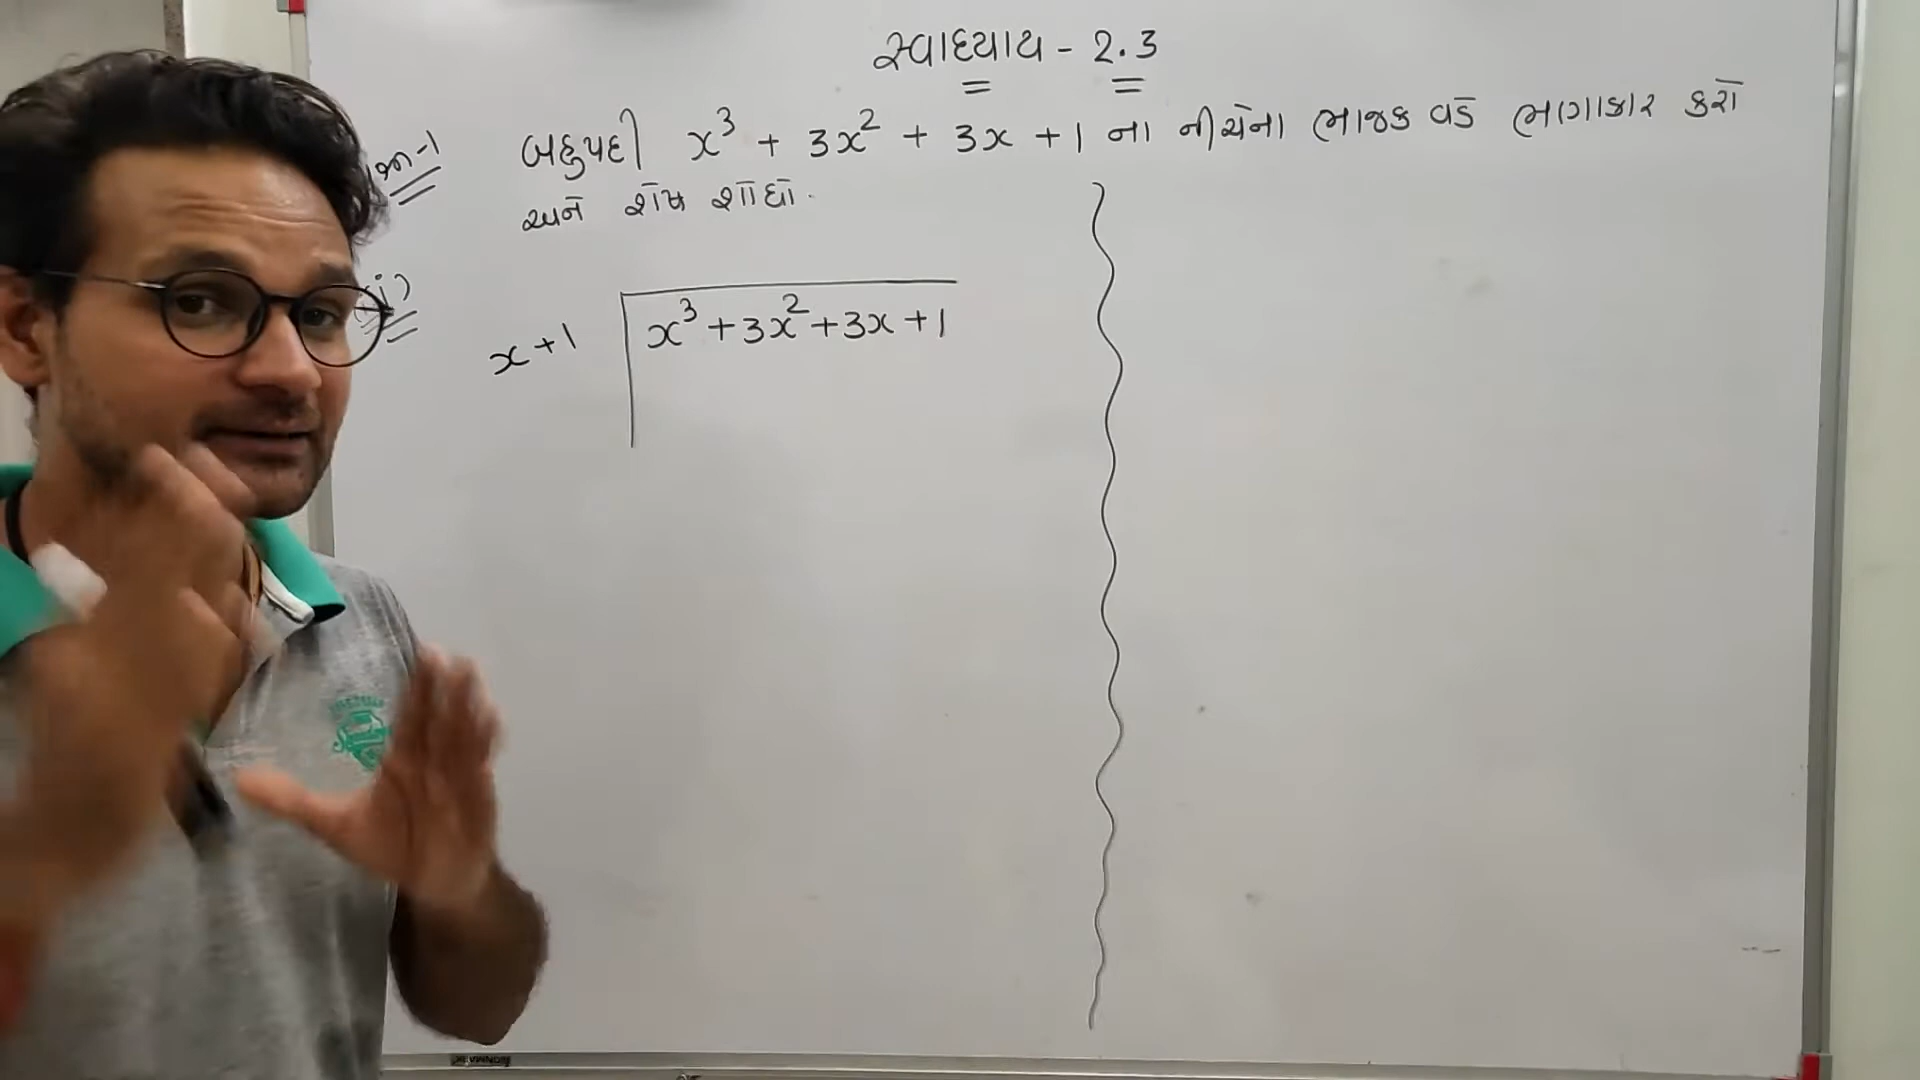 સ્વાધ્યાય - 2.3
બહુપદી x³ + 3x² + 3x + 1 ના નીચેના ભાજક વડે ભાગાકાર કરો
અને શેષ શોધો.
x + 1
x³ + 3x² + 3x + 1